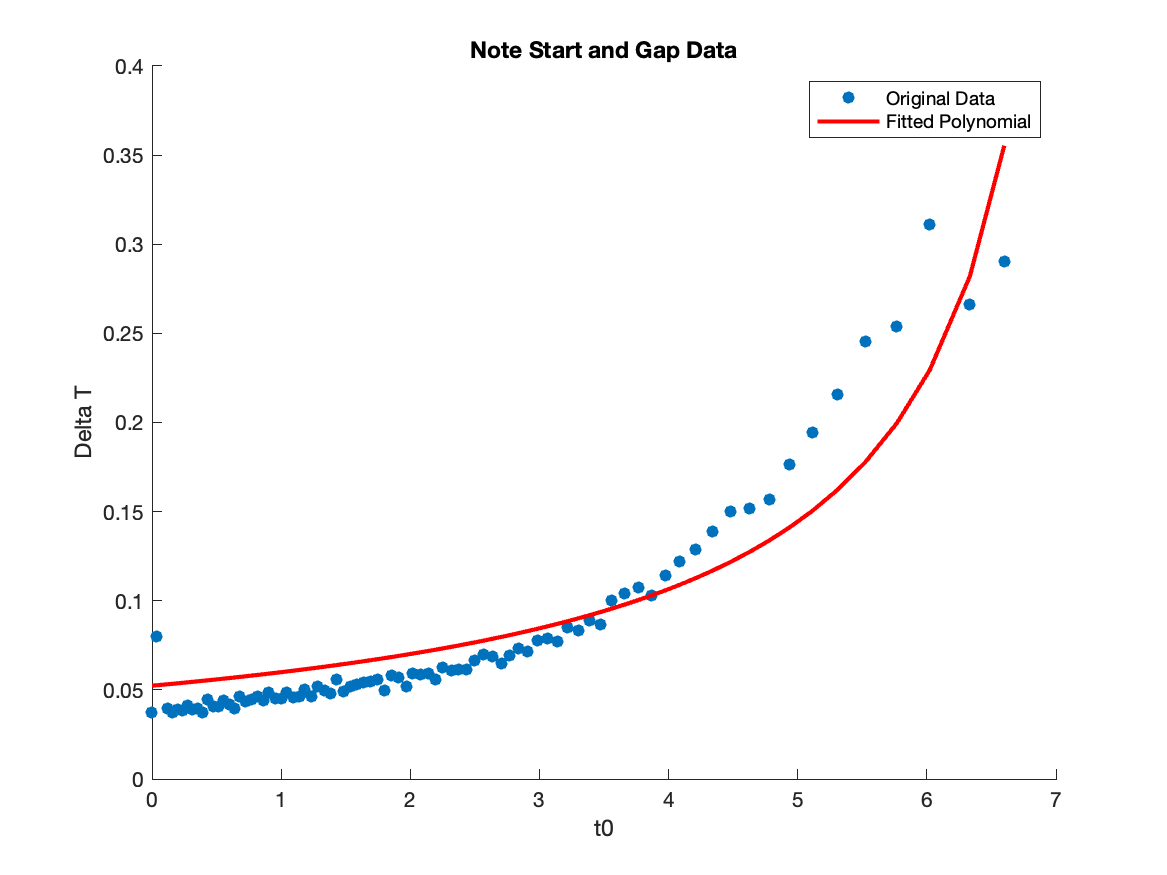 Note Start and Gap Data
0.4
0.35
0.3
0.25
0.2
0.15
0.1
0.05
0
Delta T
Original Data
Fitted Polynomial
0 1 2 3 4 5 6 7
t0